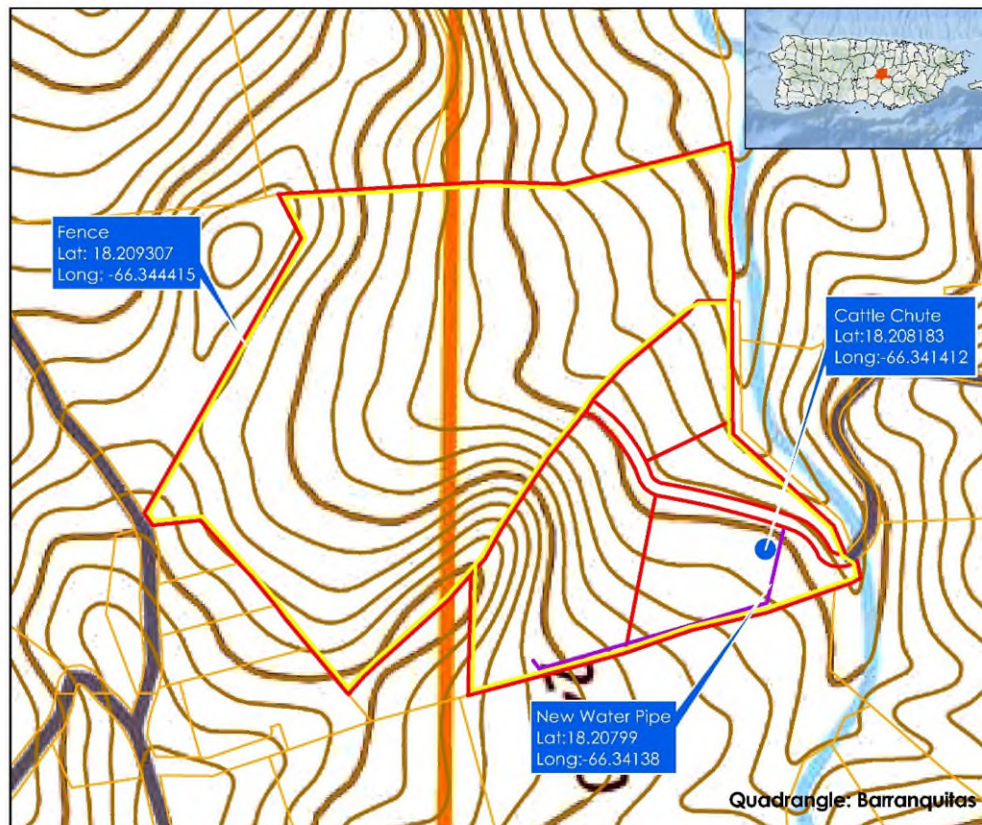 Fence
Lat: 18.209307
Long: -66.344415
Cattle Chute
Lat:18.208183
Long:-66.341412
New Water Pipe
Lat:18.20799
Long:-66.34138
Quadrangle: Barranquitas